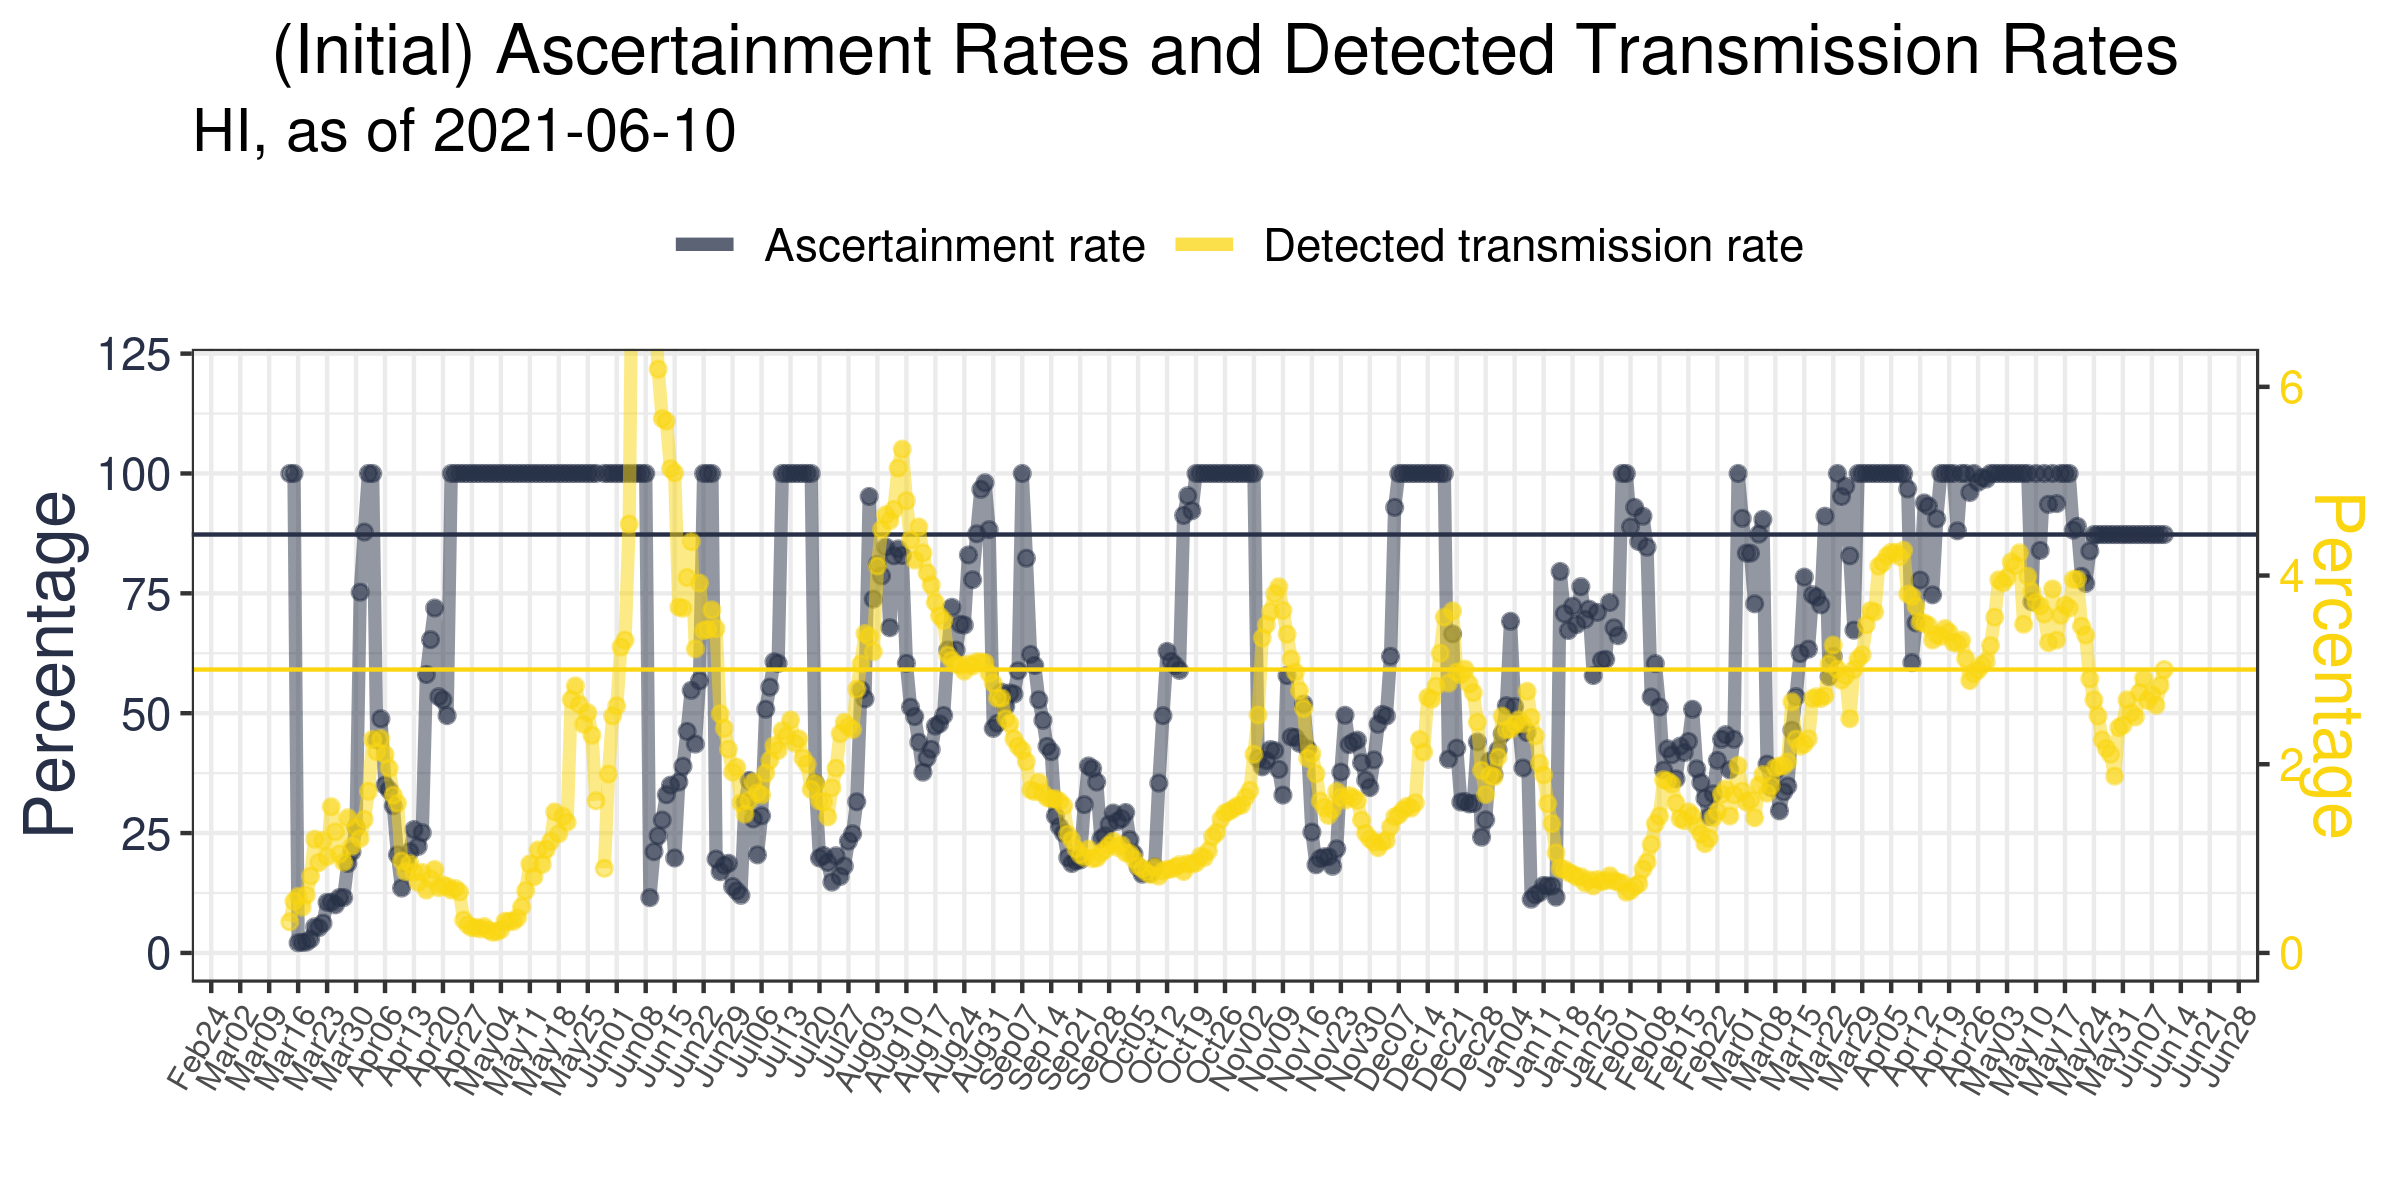 (Initial) Ascertainment Rates and Detected Transmission Rates
HI, as of 2021-06-10
Ascertainment rate
Detected transmission rate
Percentage
125
100
75
50
25
0
6
4
2
0
Percentage
Feb24
Mar02
Mar09
Mar16
Mar23
Mar30
Apr06
Apr13
Apr20
Apr27
May04
May11
May18
May25
Jun01
Jun08
Jun15
Jun22
Jun29
Jul06
Jul13
Jul20
Jul27
Aug03
Aug10
Aug17
Aug24
Aug31
Sep07
Sep14
Sep21
Sep28
Oct05
Oct12
Oct19
Oct26
Nov02
Nov09
Nov16
Nov23
Nov30
Dec07
Dec14
Dec21
Dec28
Jan04
Jan11
Jan18
Jan25
Feb01
Feb08
Feb15
Feb22
Mar01
Mar08
Mar15
Mar22
Mar29
Apr05
Apr12
Apr19
Apr26
May03
May10
May17
May24
May31
Jun07
Jun14
Jun21
Jun28